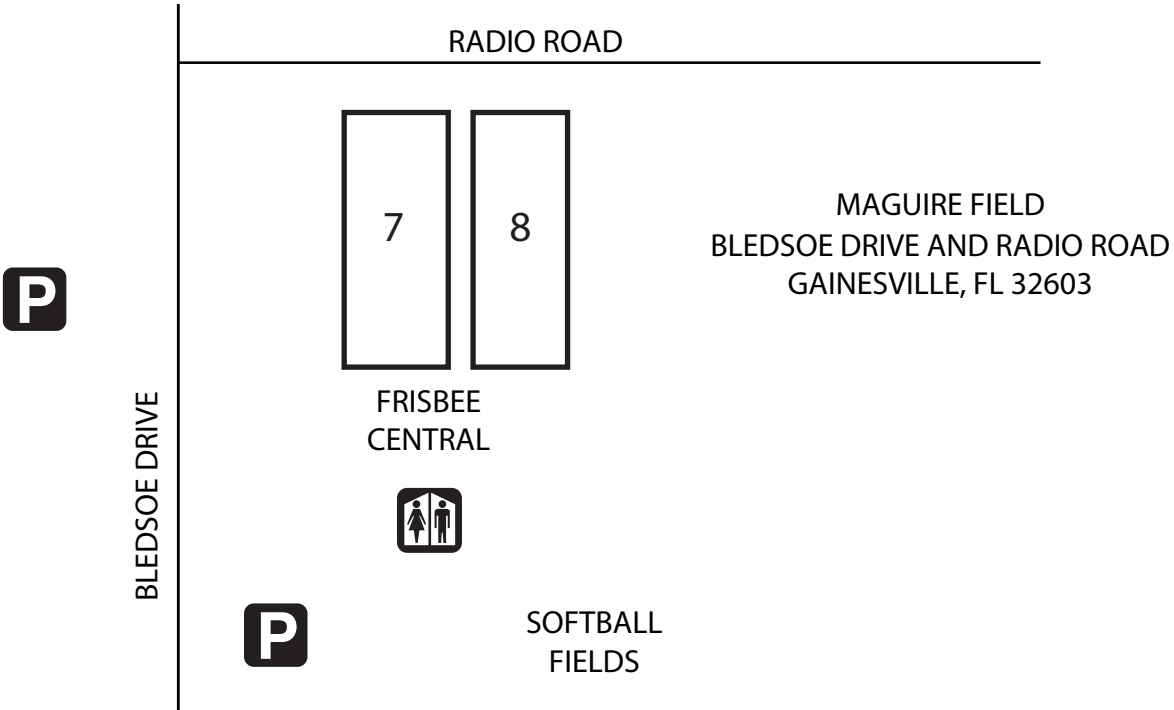 RADIO ROAD
7
8
MAGUIRE FIELD
BLEDSOE DRIVE AND RADIO ROAD
GAINESVILLE, FL 32603
P
FRISBEE
CENTRAL
BLEDSOE DRIVE
P
SOFTBALL
FIELDS